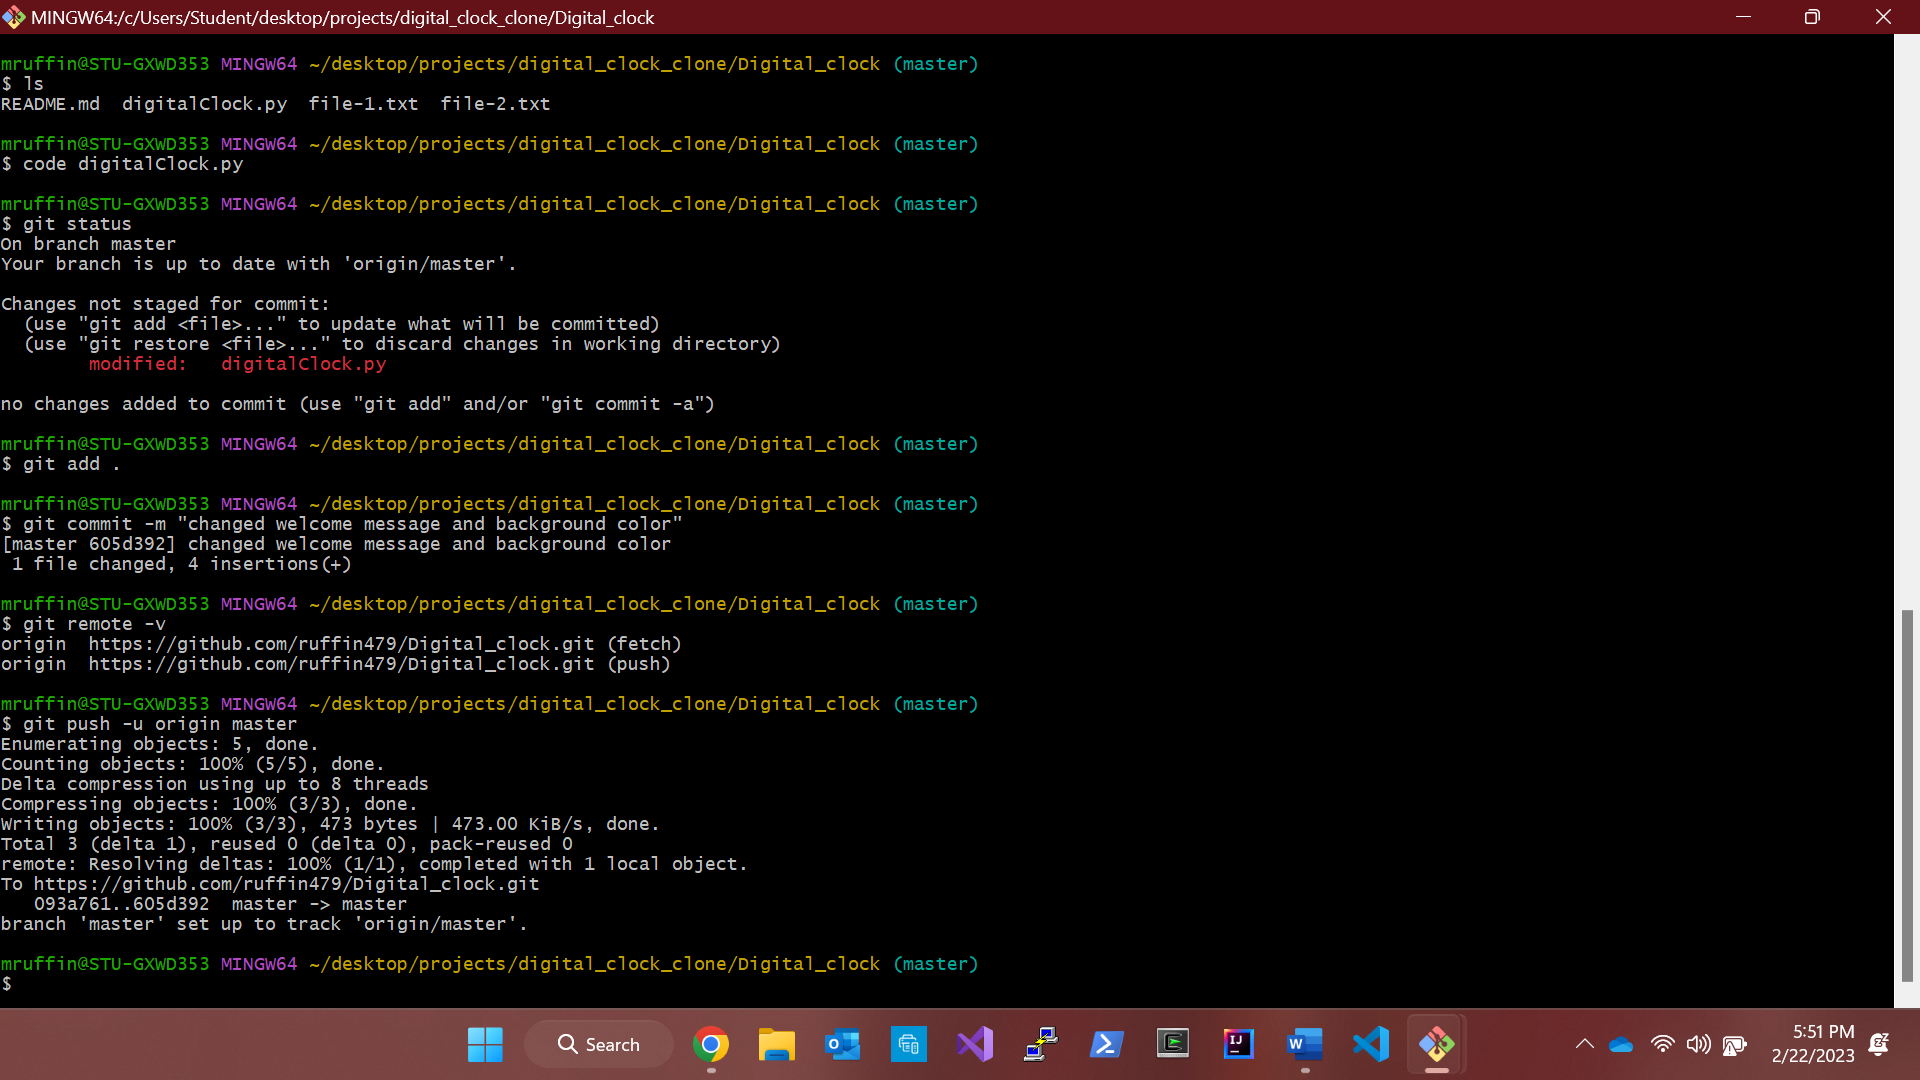 MINGW64:/c/Users/Student/desktop/projects/digital_clock_clone/Digital_clock
mruffin@STU-GXWD353 MINGW64 ~/desktop/projects/digital_clock_clone/Digital_clock (master)
$ ls
README.md  digitalClock.py  file-1.txt  file-2.txt
mruffin@STU-GXWD353 MINGW64 ~/desktop/projects/digital_clock_clone/Digital_clock (master)
$ code digitalClock.py
mruffin@STU-GXWD353 MINGW64 ~/desktop/projects/digital_clock_clone/Digital_clock (master)
$ git status
On branch master
Your branch is up to date with 'origin/master'.
Changes not staged for commit:
  (use "git add <file>..." to update what will be committed)
  (use "git restore <file>..." to discard changes in working directory)
        modified:   digitalClock.py
no changes added to commit (use "git add" and/or "git commit -a")
mruffin@STU-GXWD353 MINGW64 ~/desktop/projects/digital_clock_clone/Digital_clock (master)
$ git add .
mruffin@STU-GXWD353 MINGW64 ~/desktop/projects/digital_clock_clone/Digital_clock (master)
$ git commit -m "changed welcome message and background color"
[master 605d392] changed welcome message and background color
 1 file changed, 4 insertions(+)
mruffin@STU-GXWD353 MINGW64 ~/desktop/projects/digital_clock_clone/Digital_clock (master)
$ git remote -v
origin  https://github.com/ruffin479/Digital_clock.git (fetch)
origin  https://github.com/ruffin479/Digital_clock.git (push)
mruffin@STU-GXWD353 MINGW64 ~/desktop/projects/digital_clock_clone/Digital_clock (master)
$ git push -u origin master
Enumerating objects: 5, done.
Counting objects: 100% (5/5), done.
Delta compression using up to 8 threads
Compressing objects: 100% (3/3), done.
Writing objects: 100% (3/3), 473 bytes | 473.00 KiB/s, done.
Total 3 (delta 1), reused 0 (delta 0), pack-reused 0
remote: Resolving deltas: 100% (1/1), completed with 1 local object.
To https://github.com/ruffin479/Digital_clock.git
   093a761..605d392  master -> master
branch 'master' set up to track 'origin/master'.
mruffin@STU-GXWD353 MINGW64 ~/desktop/projects/digital_clock_clone/Digital_clock (master)
$
Search
5:51 PM
2/22/2023